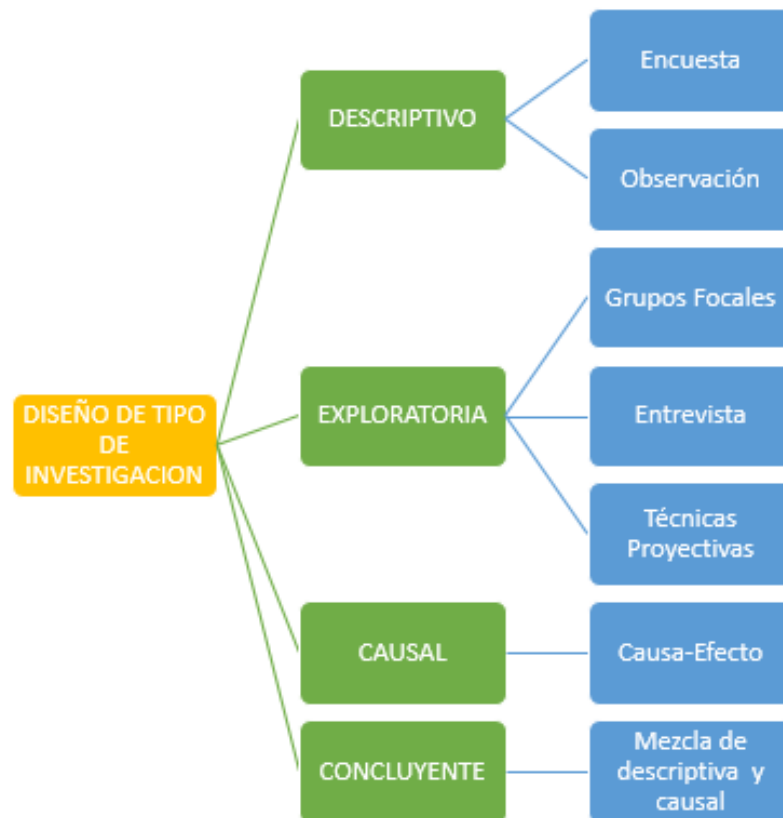 DISEÑO DE TIPO
DE
INVESTIGACION
DESCRIPTIVO
Encuesta
Observación
EXPLORATORIA
Grupos Focales
Entrevista
Técnicas
Proyectivas
CAUSAL
Causa-Efecto
CONCLUYENTE
Mezcla de
descriptiva y
causal